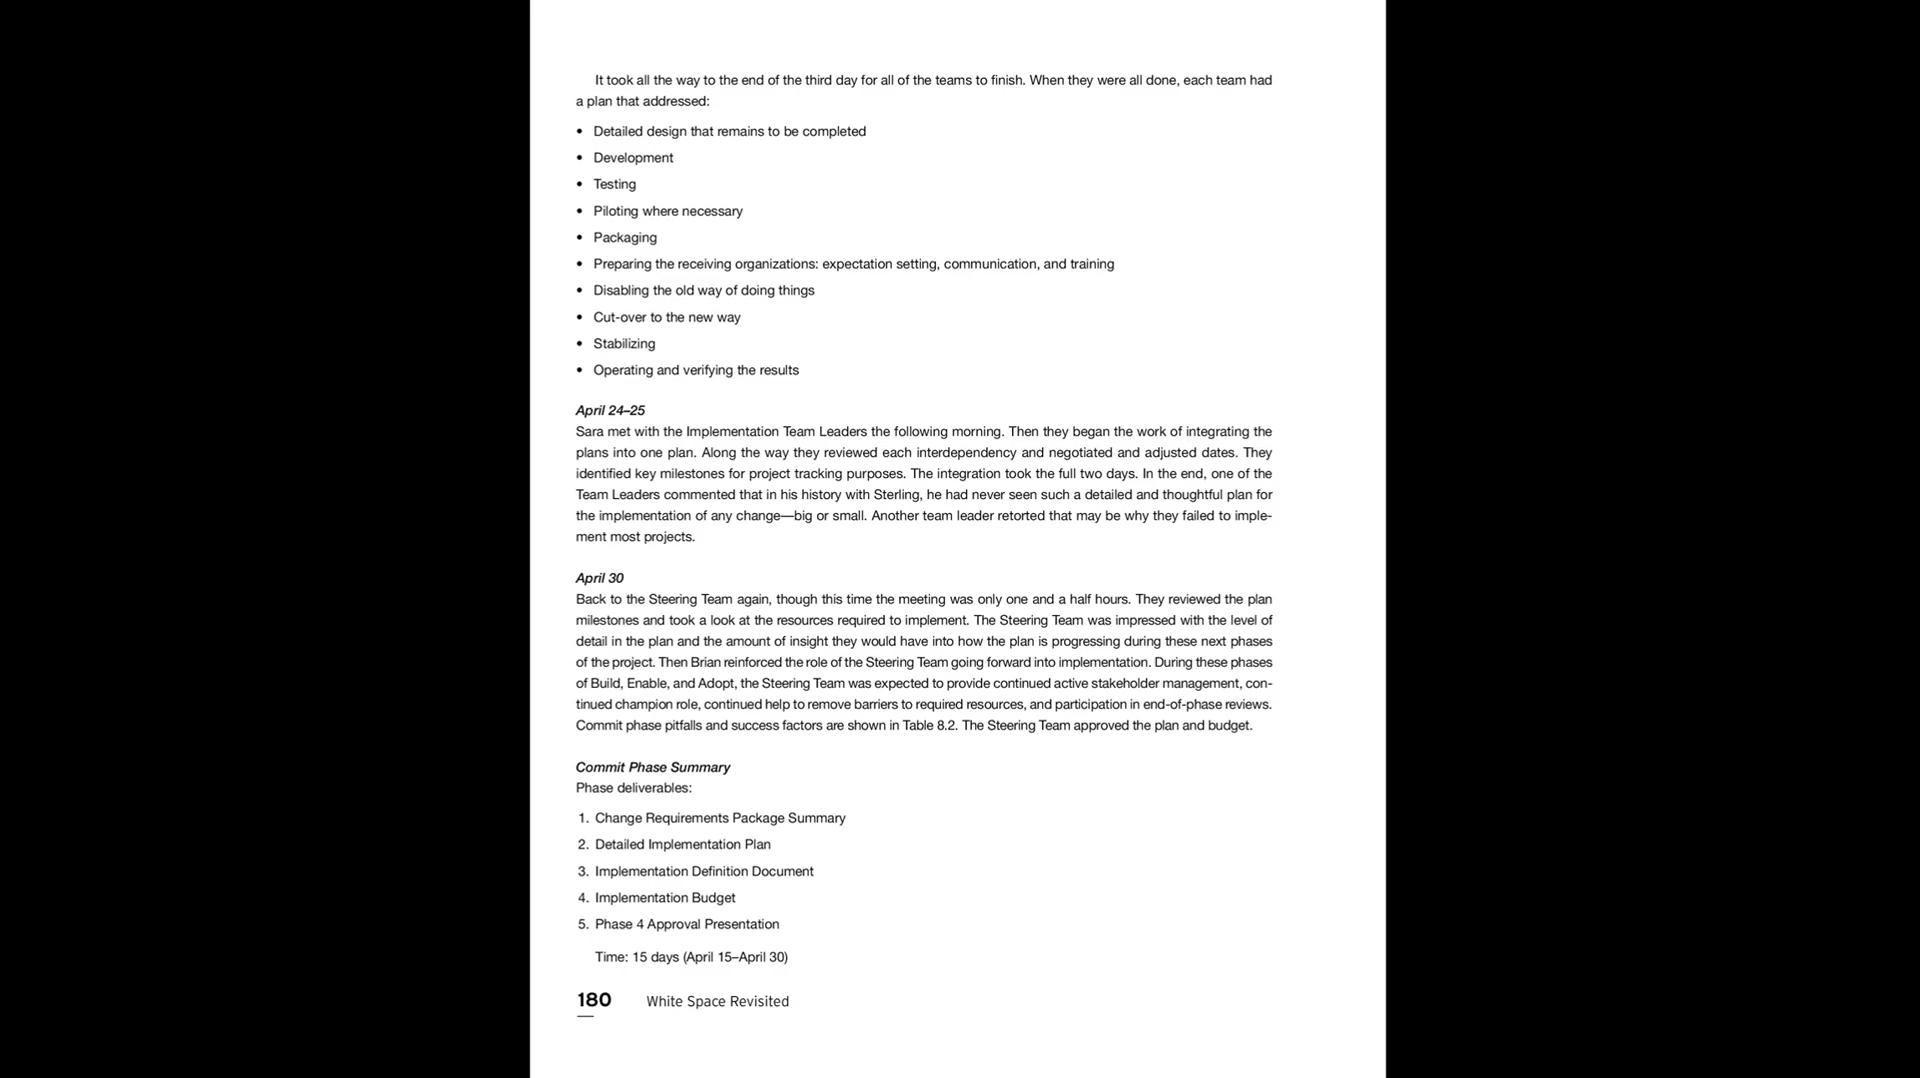 It took all the way to the end of the third day for all of the teams to finish. When they were all done, each team had
a plan that addressed:
• Detailed design that remains to be completed
• Development
• Testing
• Piloting where necessary
• Packaging
• Preparing the receiving organizations: expectation setting, communication, and training
• Disabling the old way of doing things
• Cut-over to the new way
• Stabilizing
• Operating and verifying the results
April 24–25
Sara met with the Implementation Team Leaders the following morning. Then they began the work of integrating the
plans into one plan. Along the way they reviewed each interdependency and negotiated and adjusted dates. They
identified key milestones for project tracking purposes. The integration took the full two days. In the end, one of the
Team Leaders commented that in his history with Sterling, he had never seen such a detailed and thoughtful plan for
the implementation of any change—big or small. Another team leader retorted that may be why they failed to imple-
ment most projects.
April 30
Back to the Steering Team again, though this time the meeting was only one and a half hours. They reviewed the plan
milestones and took a look at the resources required to implement. The Steering Team was impressed with the level of
detail in the plan and the amount of insight they would have into how the plan is progressing during these next phases
of the project. Then Brian reinforced the role of the Steering Team going forward into implementation. During these phases
of Build, Enable, and Adopt, the Steering Team was expected to provide continued active stakeholder management, con-
tinued champion role, continued help to remove barriers to required resources, and participation in end-of-phase reviews.
Commit phase pitfalls and success factors are shown in Table 8.2. The Steering Team approved the plan and budget.
Commit Phase Summary
Phase deliverables:
1. Change Requirements Package Summary
2. Detailed Implementation Plan
3. Implementation Definition Document
4. Implementation Budget
5. Phase 4 Approval Presentation
Time: 15 days (April 15–April 30)
180 White Space Revisited